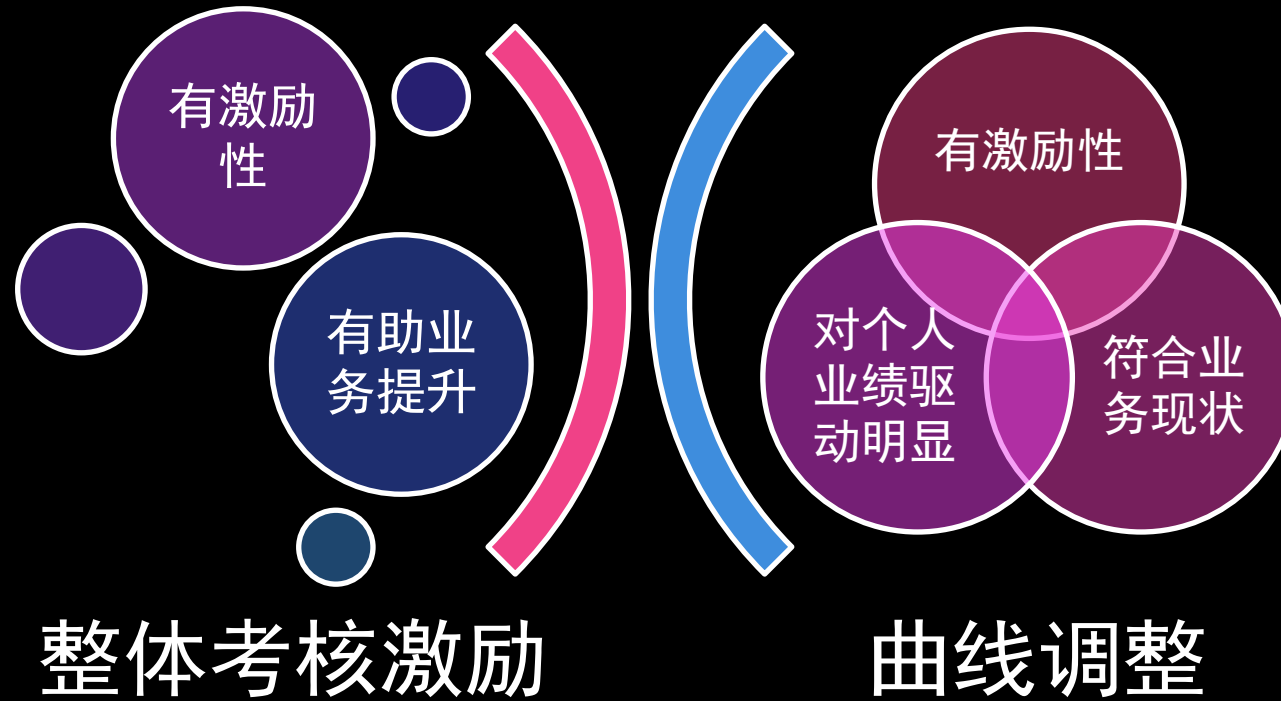 有激励
性
有助业
务提升
整体考核激励
有激励性
对个人
业绩驱
动明显
符合业
务现状
曲线调整